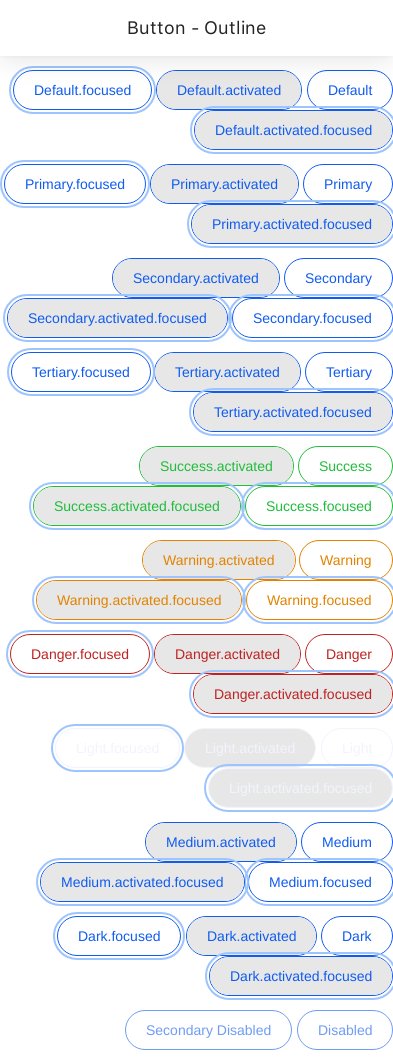 Button - Outline
Default.focused Default.activated Default
Default.activated.focused
Primary.focused Primary.activated Primary
Primary.activated.focused
Secondary.activated Secondary
Secondary.activated.focused Secondary.focused
Tertiary.focused Tertiary.activated Tertiary
Tertiary.activated.focused
Success.activated Success
Success.activated.focused Success.focused
Warning.activated Warning
Warning.activated.focused Warning.focused
Danger.focused Danger.activated Danger
Danger.activated.focused
Light.focused Light.activated Light
Light.activated.focused
Medium.activated Medium
Medium.activated.focused Medium.focused
Dark.focused Dark.activated Dark
Dark.activated.focused
Secondary Disabled Disabled